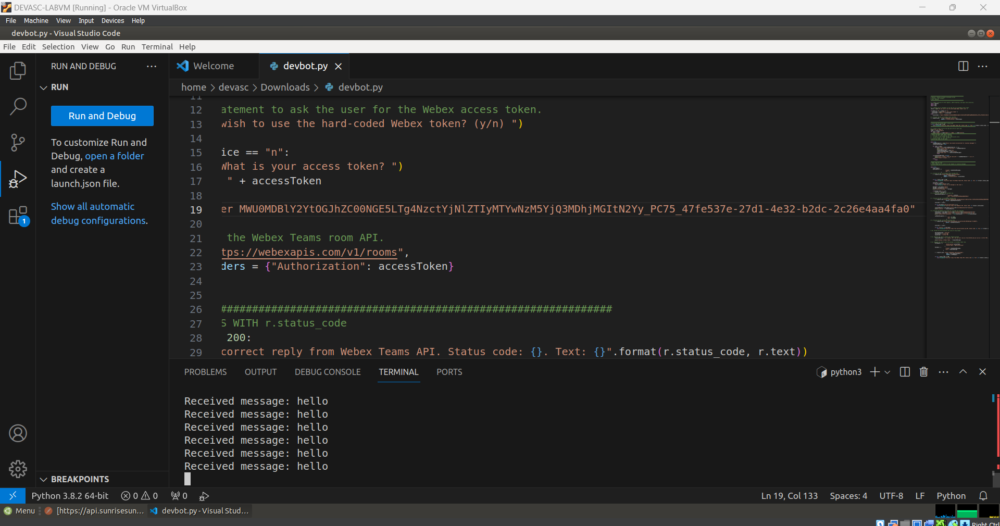 DEVASC-LABVM [Running] - Oracle VM VirtualBox
File Machine View Input Devices Help
devbot.py - Visual Studio Code
File Edit Selection View Go Run Terminal Help
RUN AND DEBUG
RUN
Run and Debug
To customize Run and
Debug, open a folder
and create a
launch.json file.
Show all automatic
debug configurations.
BREAKPOINTS
1
Welcome
devbot.py
home > devasc > Downloads > devbot.py
11
12 atement to ask the user for the Webex access token.
13 wish to use the hard-coded Webex token? (y/n) ")
14
15 ice == "n":
16 What is your access token? ")
17 " + accessToken
18
19 er MWU0MDBlY2YtOGJhZC00NGE5LTg4NzctYjNlZTIyMTYwNzM5YjQ3MDhjMGItN2Yy_PC75_47fe537e-27d1-4e32-b2dc-2c26e4aa4fa0"
20
21 the Webex Teams room API.
22 tps://webexapis.com/v1/rooms",
23 ders = {"Authorization": accessToken}
24
25
26 ################################################################
27 S WITH r.status_code
28 200:
29 correct reply from Webex Teams API. Status code: {}. Text: {}".format(r.status_code, r.text))
PROBLEMS OUTPUT DEBUG CONSOLE TERMINAL PORTS
python3
Received message: hello
Received message: hello
Received message: hello
Received message: hello
Received message: hello
Received message: hello
Python 3.8.2 64-bit 0 0 0
Ln 19, Col 133 Spaces: 4 UTF-8 LF Python
Menu [https://api.sunrisesun... devbot.py - Visual Stud...
Right Ctrl